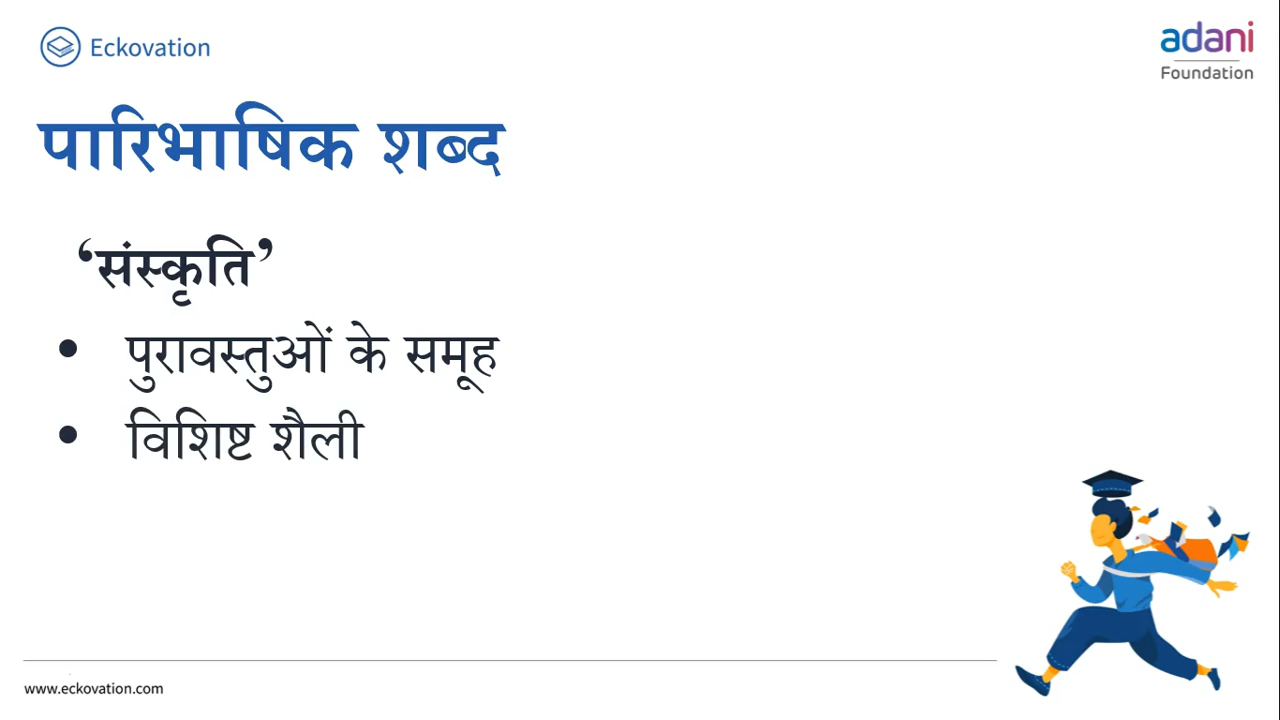 Eckovation
adani
Foundation
पारिभाषिक शब्द
‘संस्कृति’
• पुरावस्तुओं के समूह
• विशिष्ट शैली
www.eckovation.com